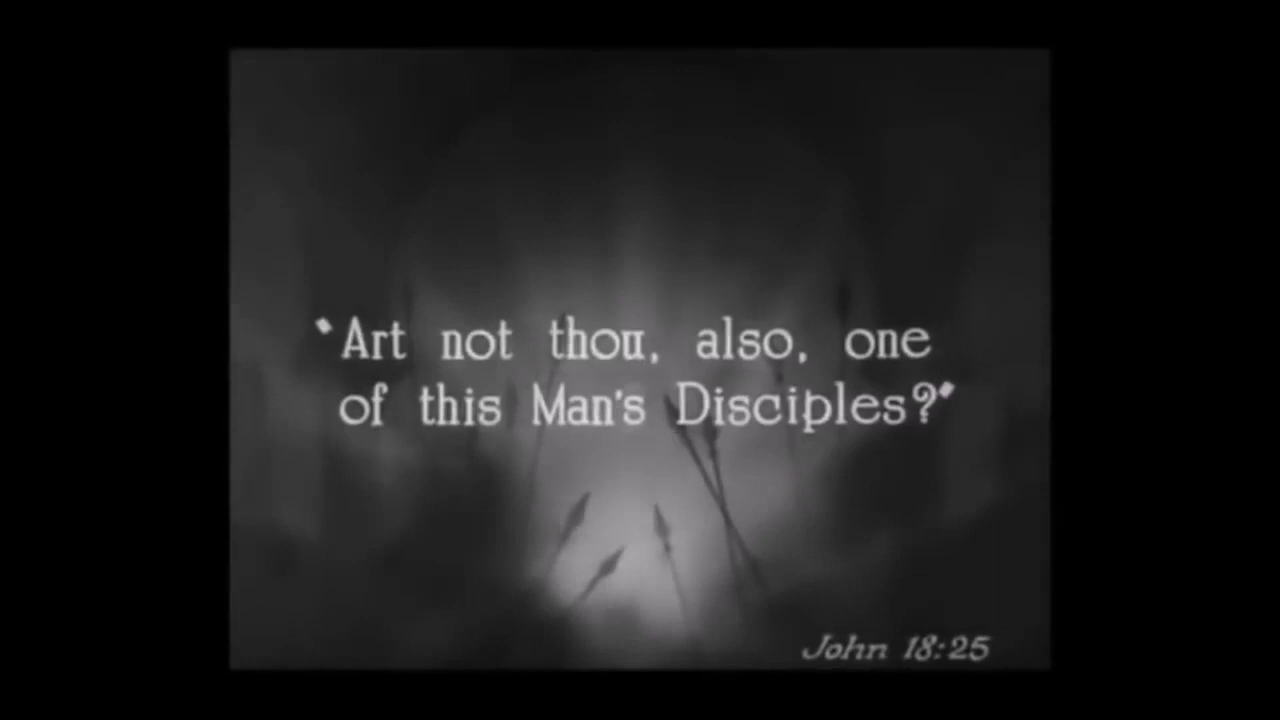 "Art not thou, also, one
of this Man's Disciples?"
John 18:25